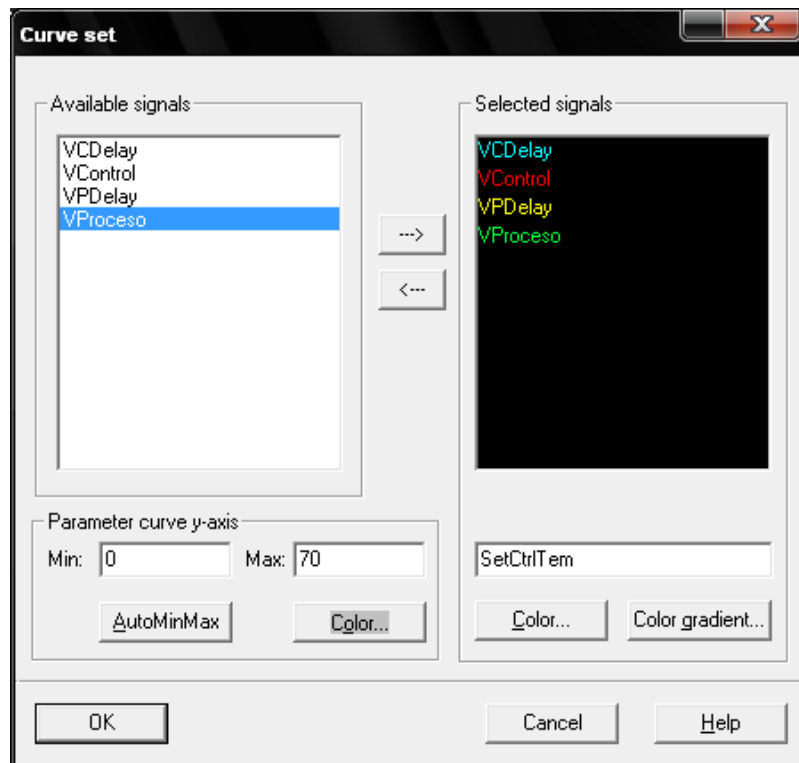 Curve set
Available signals
VCDelay
VControl
VPDelay
VProceso
--->
<---
Selected signals
VCDelay
VControl
VPDelay
VProceso
Parameter curve y-axis
Min: 0 Max: 70
AutoMinMax Color...
SetCtrlTem
Color... Color gradient...
OK Cancel Help